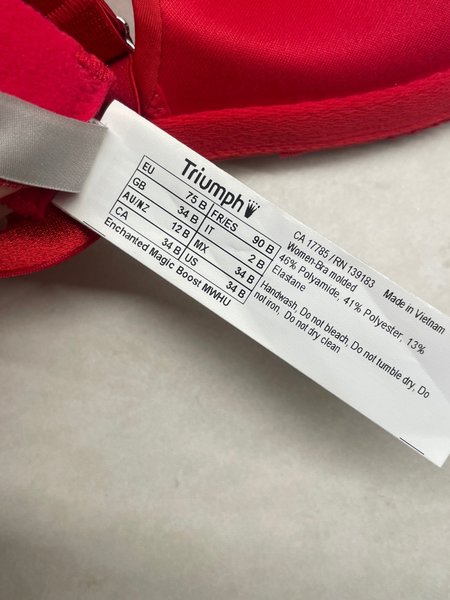 Triumph
EU 75 B FR/ES 90 B
GB 34 B IT 2 B
AU/NZ 12 B MX 34 B
CA 34 B US 34 B
Enchanted Magic Boost MWHU
CA 17785 / RN 139183 Made in Vietnam
Women-Bra molded
46% Polyamide, 41% Polyester, 13%
Elastane
Handwash, Do not bleach, Do not tumble dry, Do
not iron, Do not dry clean